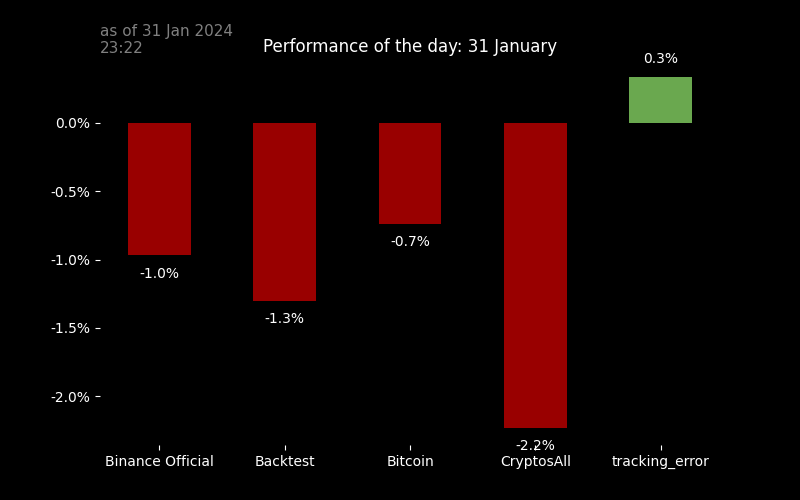 as of 31 Jan 2024
23:22
Performance of the day: 31 January
0.3%
0.0%
-0.5%
-1.0%
-1.5%
-2.0%
-1.0%
-1.3%
-0.7%
-2.2%
Binance Official
Backtest
Bitcoin
CryptosAll
tracking_error